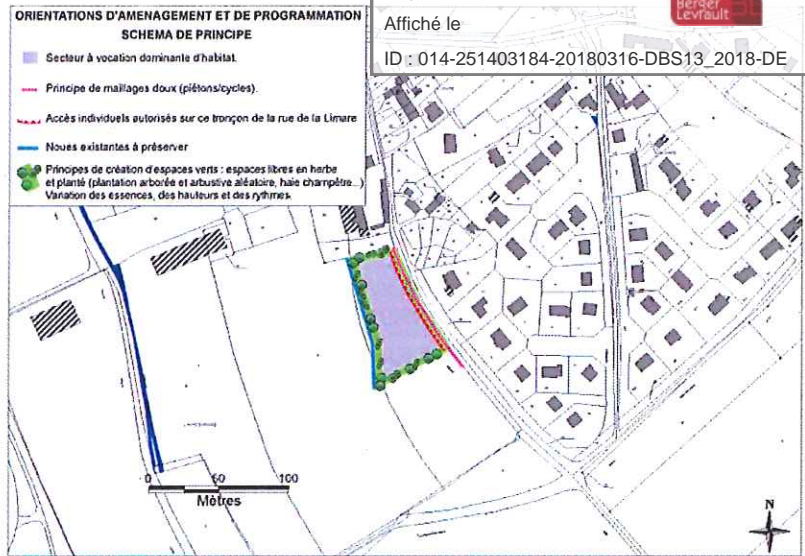 ORIENTATIONS D'AMENAGEMENT ET DE PROGRAMMATION
SCHEMA DE PRINCIPE
Secteur à vocation dominante d'habitat.
Principe de maillages doux (piétons/cycles).
Accès individuels autorisés sur ce tronçon de la rue de la Limare
Noues existantes à préserver
Principes de création d'espaces verts : espaces libres en herbe
et planté (plantation arborée et arbustive aléatoire, haie champêtre...)
Variation des essences, des hauteurs et des rythmes.
Berger
Levrault
Affiché le
ID : 014-251403184-20180316-DBS13_2018-DE
0 50 100
Mètres
N